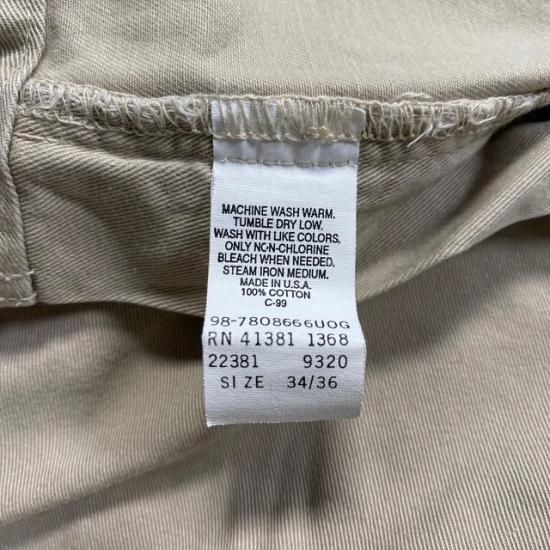 MACHINE WASH WARM.
TUMBLE DRY LOW.
WASH WITH LIKE COLORS,
ONLY NON-CHLORINE
BLEACH WHEN NEEDED.
STEAM IRON MEDIUM.
MADE IN U.S.A.
100% COTTON
C-99
98-7808666UOG
RN 41381 1368
22381 9320
SIZE 34/36